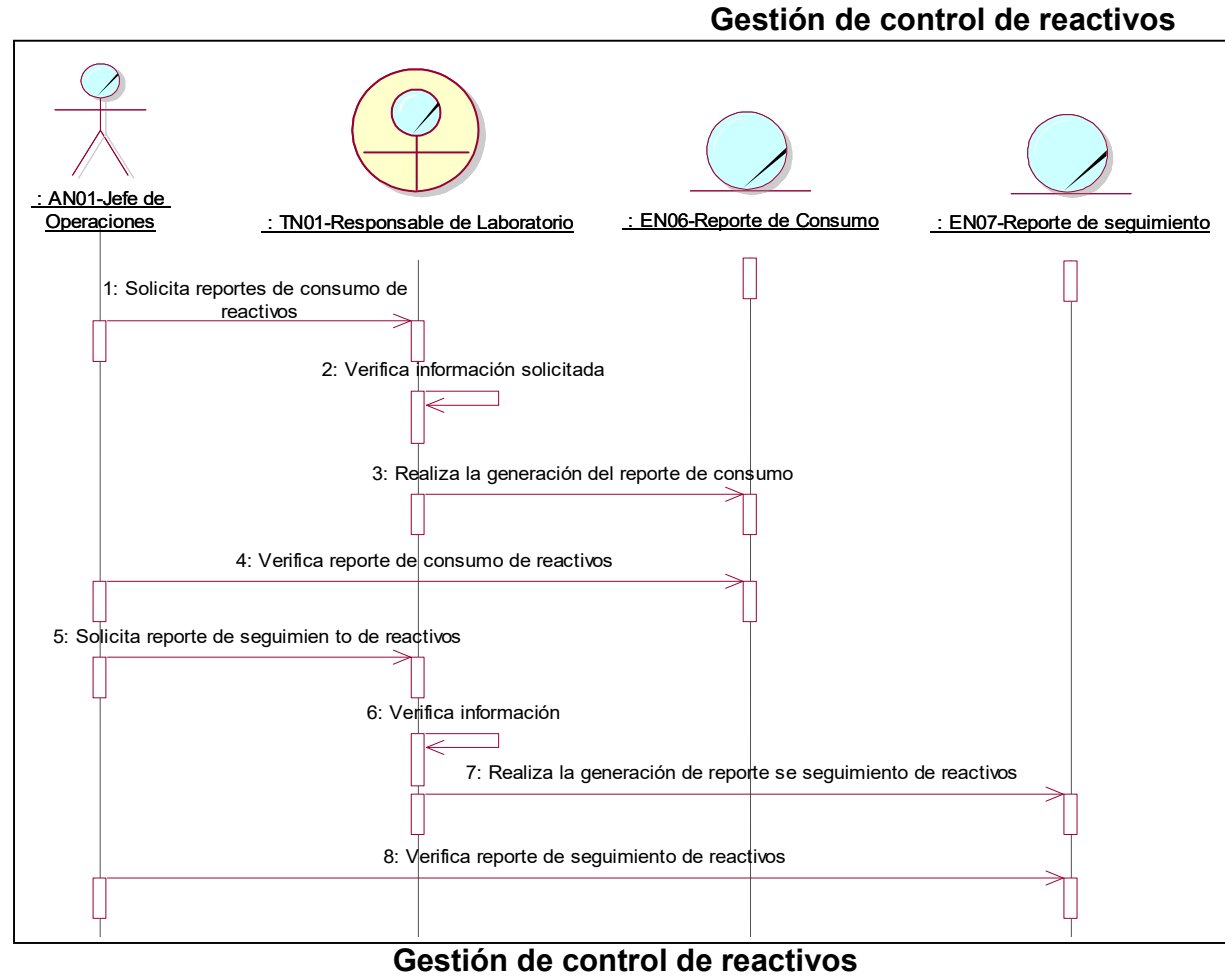 Gestión de control de reactivos
: AN01-Jefe de
Operaciones
: TN01-Responsable de Laboratorio
: EN06-Reporte de Consumo
: EN07-Reporte de seguimiento
1: Solicita reportes de consumo de
reactivos
2: Verifica información solicitada
3: Realiza la generación del reporte de consumo
4: Verifica reporte de consumo de reactivos
5: Solicita reporte de seguimien to de reactivos
6: Verifica información
7: Realiza la generación de reporte se seguimiento de reactivos
8: Verifica reporte de seguimiento de reactivos
Gestión de control de reactivos